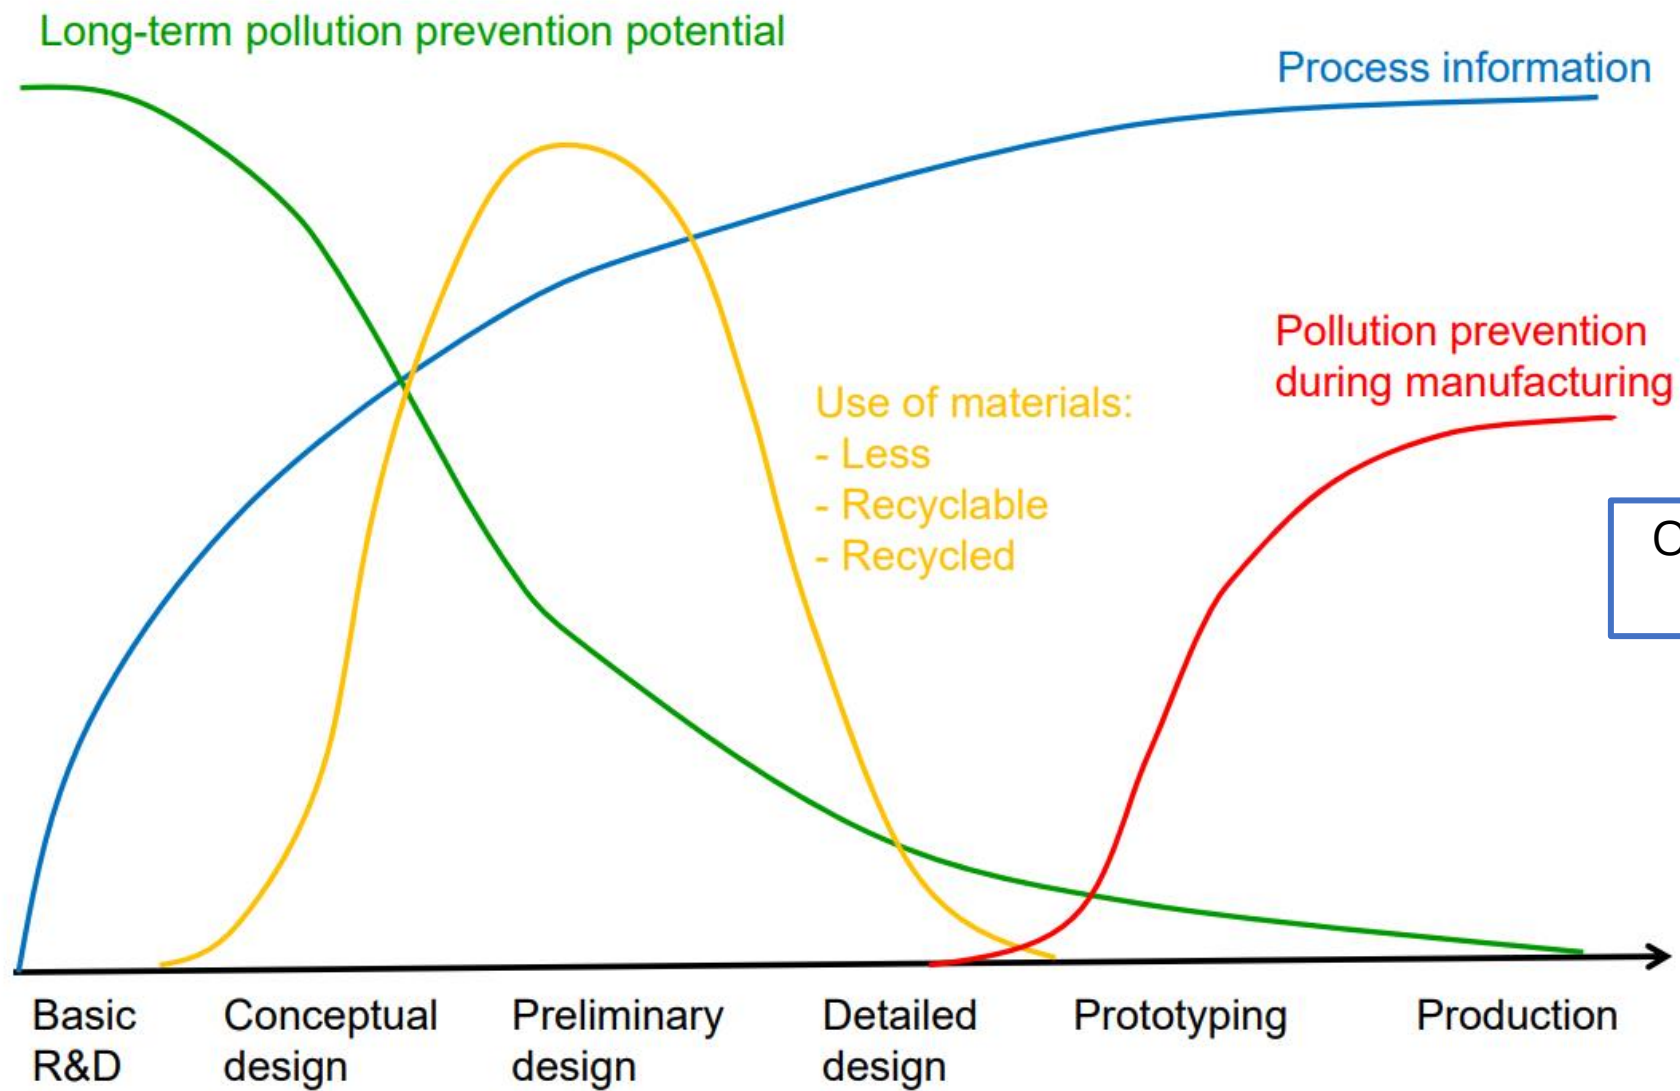 Long-term pollution prevention potential
Process information
Pollution prevention
during manufacturing
Use of materials:
- Less
- Recyclable
- Recycled
Basic
R&D
Conceptual
design
Preliminary
design
Detailed
design
Prototyping
Production